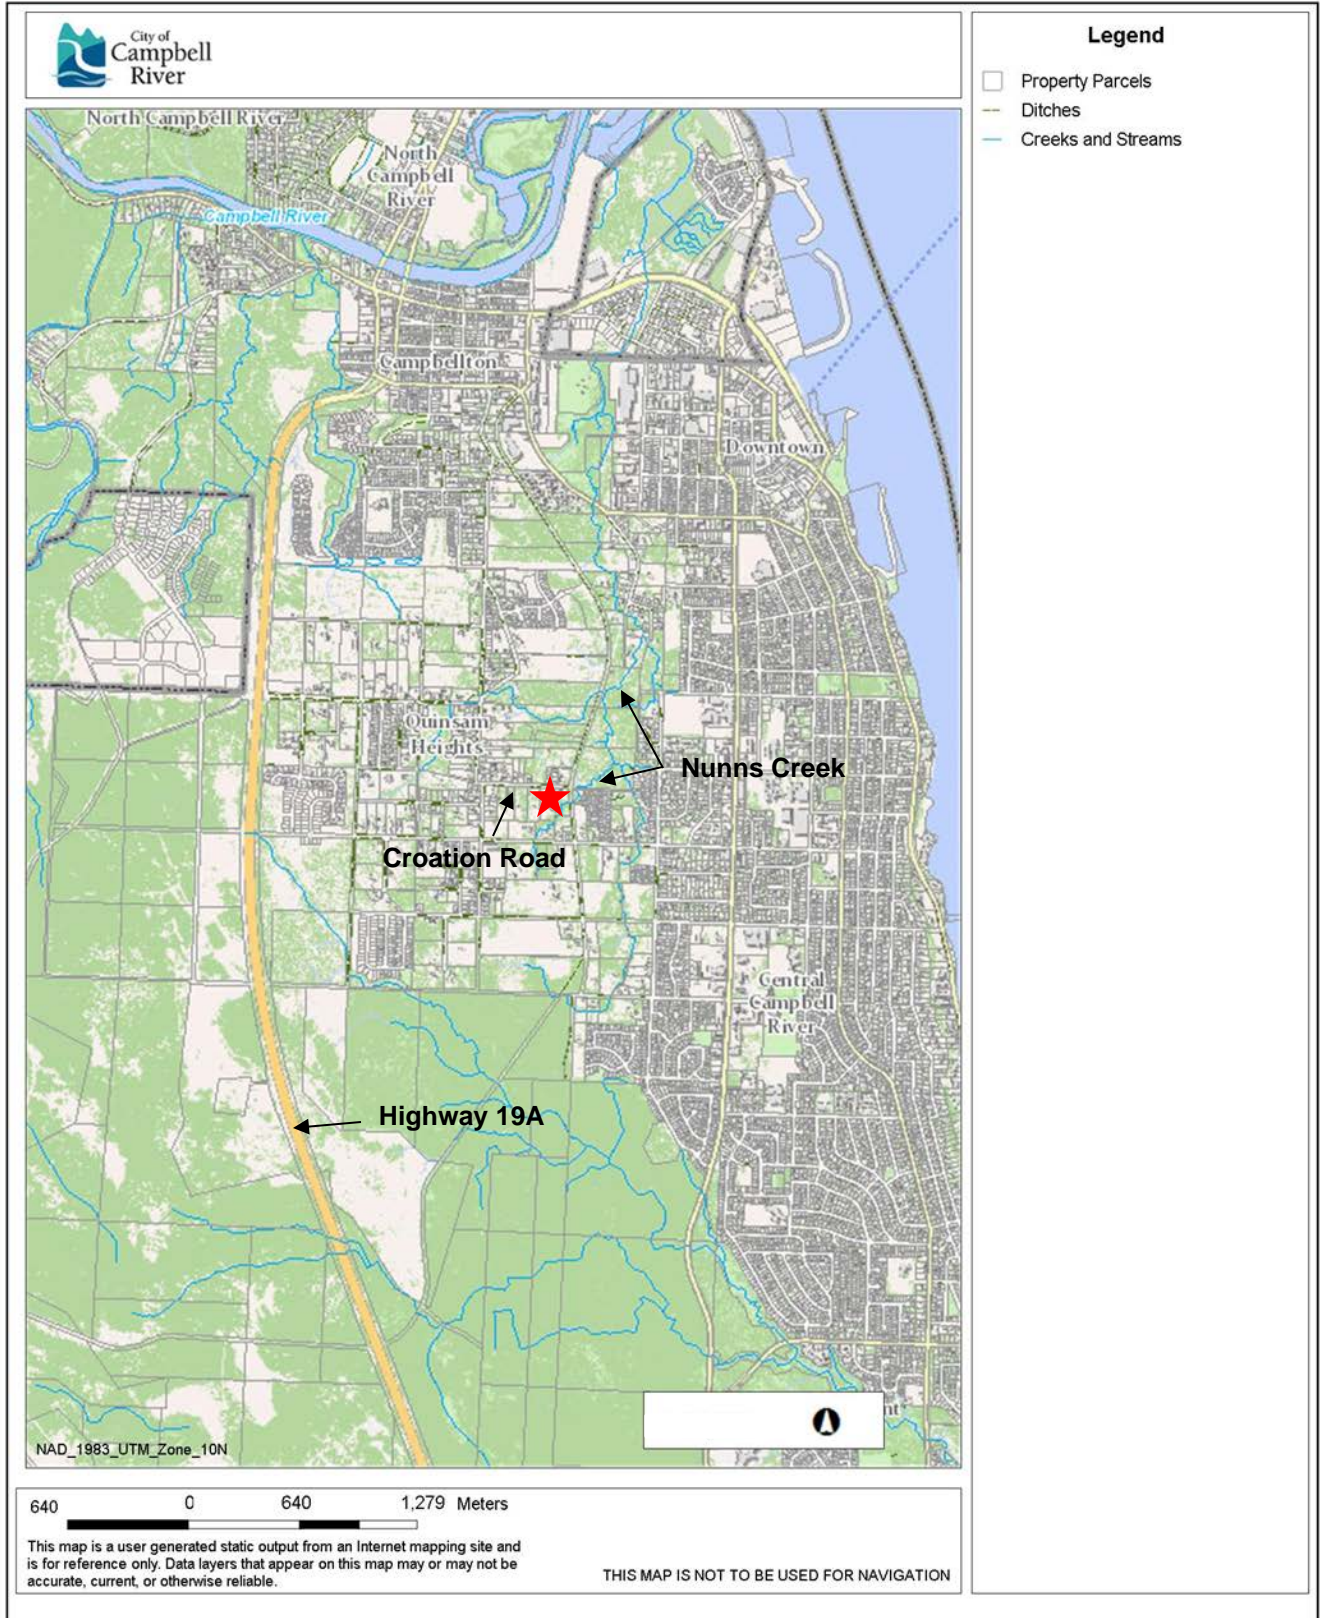 City of
Campbell
River
Legend
Property Parcels
Ditches
Creeks and Streams
North Campbell River
North
Campbell
River
Campbell River
Campbellton
Downtown
Quinsam
Heights
Nunns Creek
Croation Road
Central
Campbell
River
Highway 19A
nt
NAD_1983_UTM_Zone_10N
640 0 640 1,279 Meters
This map is a user generated static output from an Internet mapping site and
is for reference only. Data layers that appear on this map may or may not be
accurate, current, or otherwise reliable.
THIS MAP IS NOT TO BE USED FOR NAVIGATION